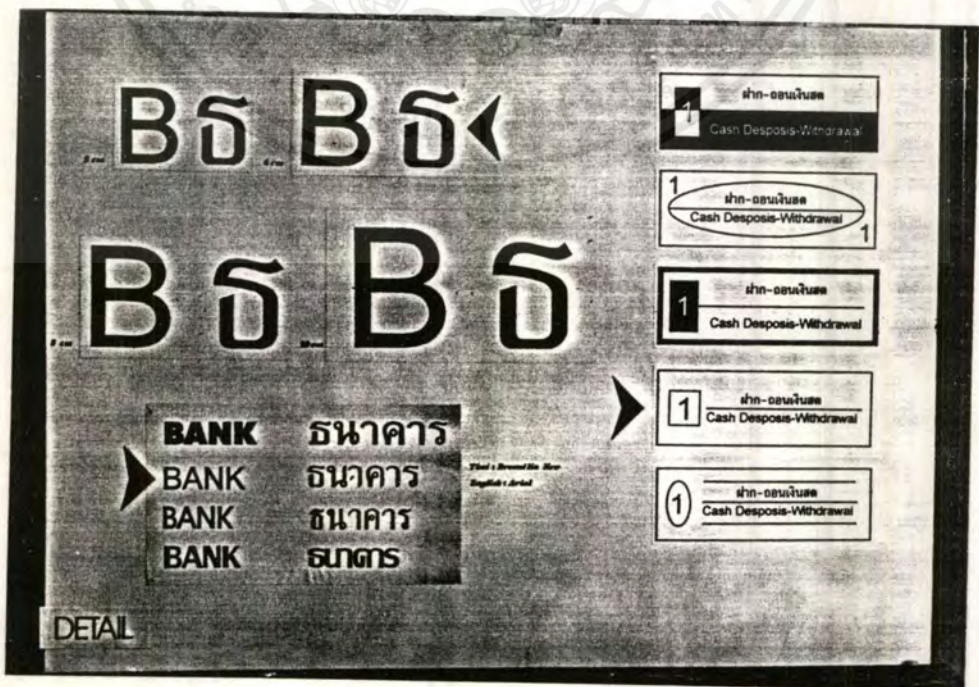 B ธ
B ธ
B ธ
B ธ
BANK ธนาคาร
BANK ธนาคาร
BANK ธนาคาร
BANK ธนาคาร
English : Arial
DETAIL
1
ฝาก-ถอนเงินสด
Cash Desposis-Withdrawal
1
ฝาก-ถอนเงินสด
Cash Desposis-Withdrawal
1
1
ฝาก-ถอนเงินสด
Cash Desposis-Withdrawal
1
ฝาก-ถอนเงินสด
Cash Desposis-Withdrawal
1
ฝาก-ถอนเงินสด
Cash Desposis-Withdrawal